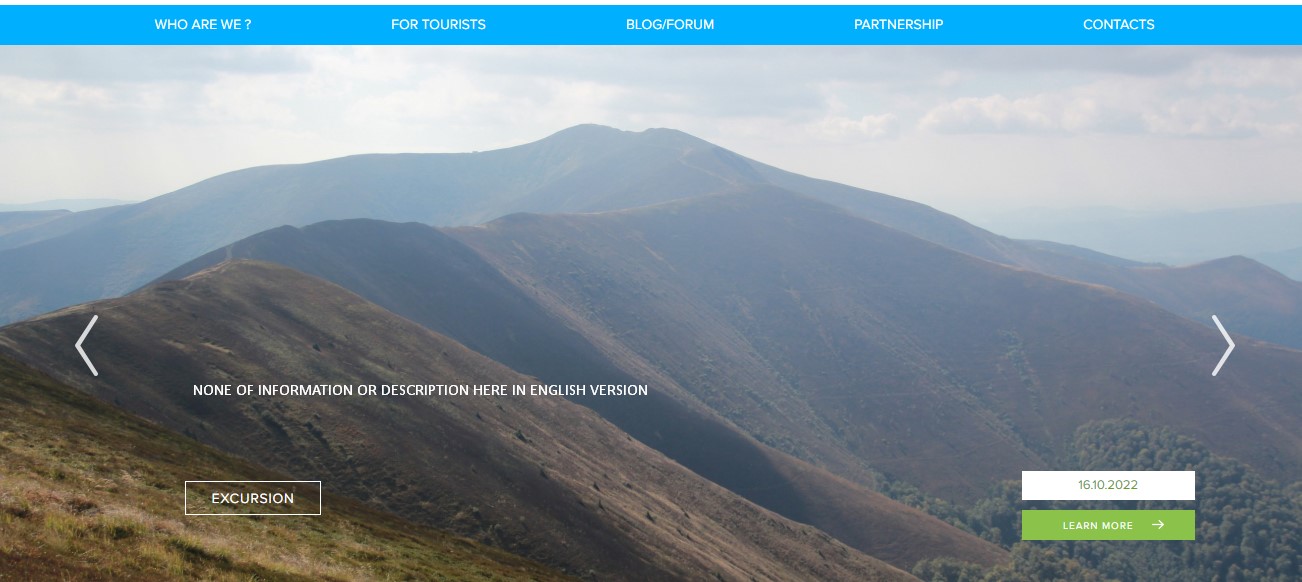 WHO ARE WE ?
FOR TOURISTS
BLOG/FORUM
PARTNERSHIP
CONTACTS
NONE OF INFORMATION OR DESCRIPTION HERE IN ENGLISH VERSION
EXCURSION
16.10.2022
LEARN MORE